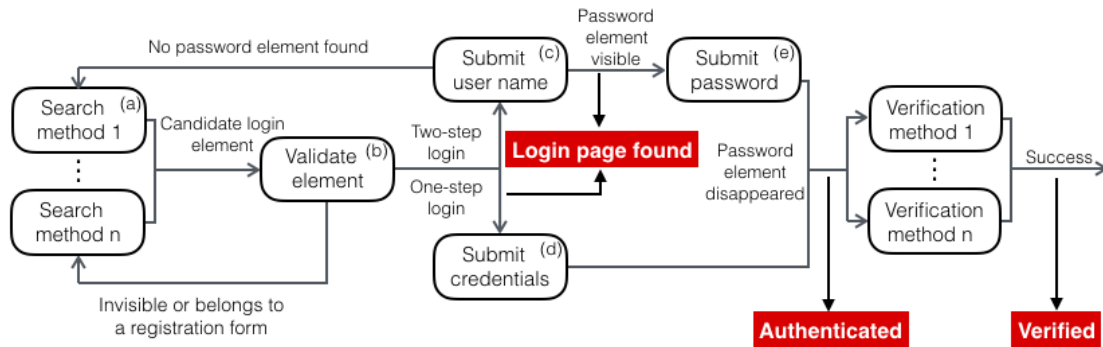 No password element found
Submit (c)
user name
Password
element
visible
Submit (e)
password
Search (a)
method 1
⋮
Search
method n
Candidate login
element
Validate (b)
element
Two-step
login
One-step
login
Login page found
Submit (d)
credentials
Invisible or belongs to
a registration form
Password
element
disappeared
Verification
method 1
⋮
Verification
method n
Success
Authenticated
Verified